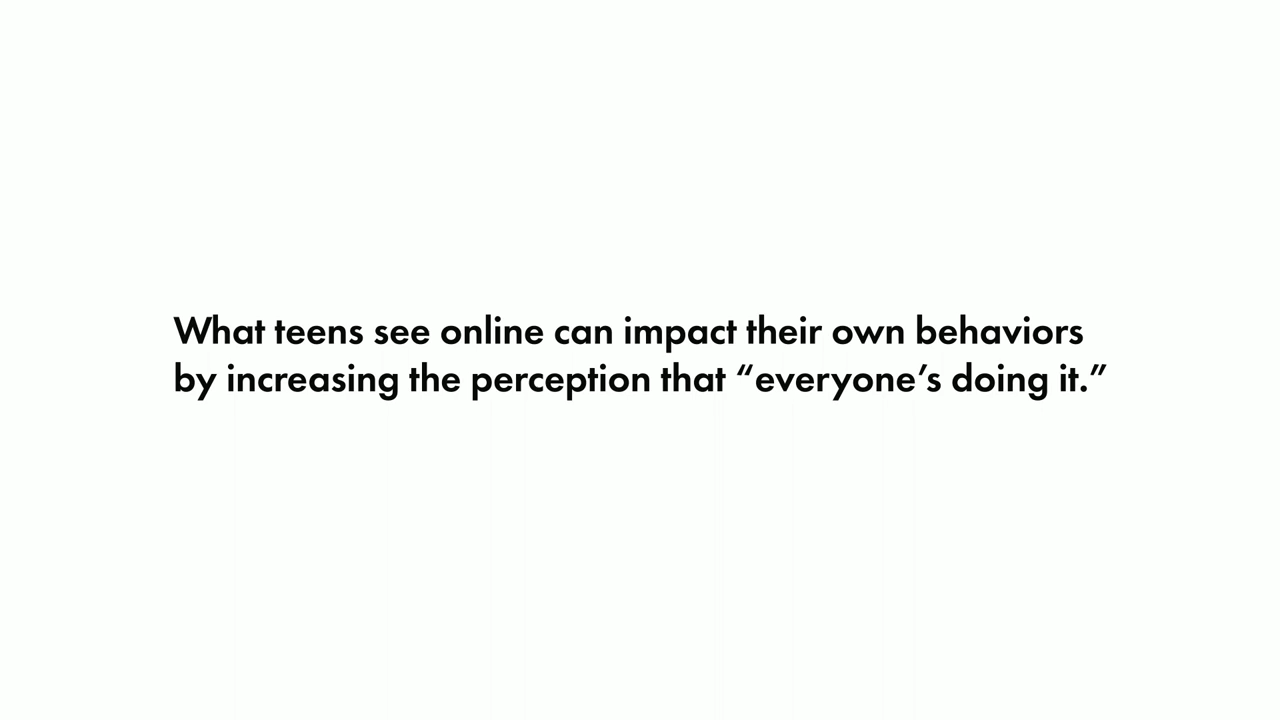 What teens see online can impact their own behaviors
by increasing the perception that “everyone’s doing it.”